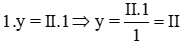 1.y = II.1 ⇒ y = II.1/1 = II